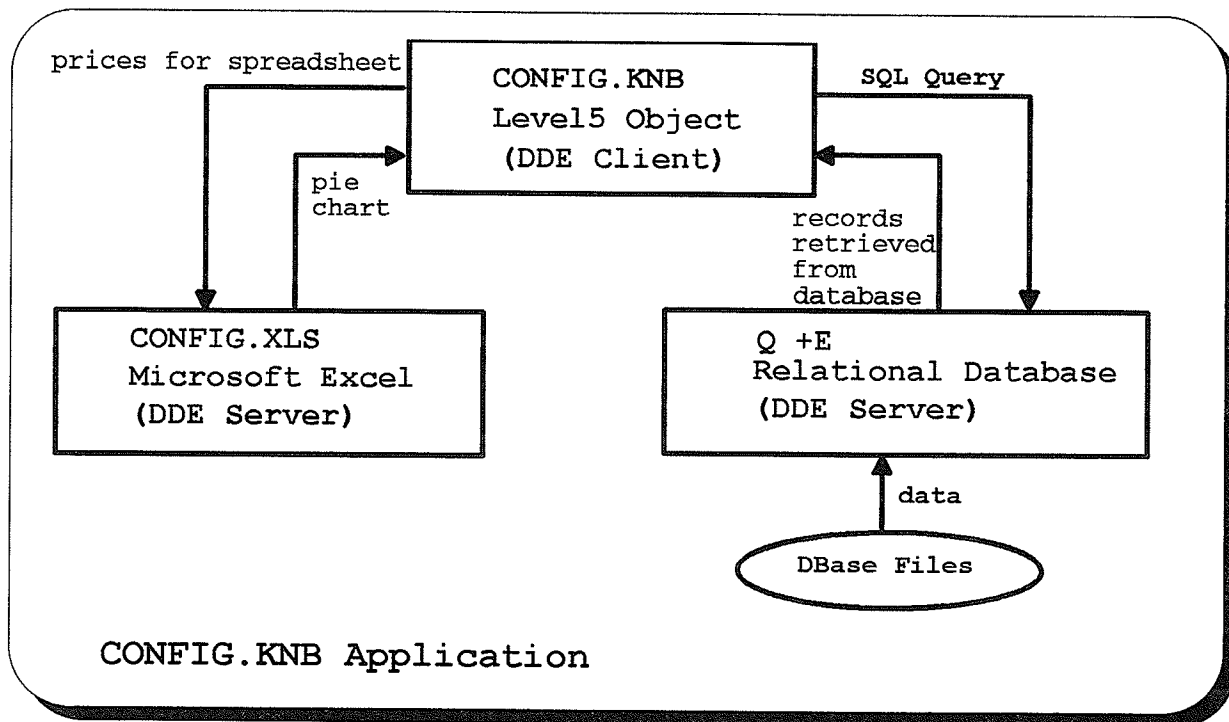 prices for spreadsheet
CONFIG.KNB
Level5 Object
(DDE Client)
SQL Query
pie
chart
records
retrieved
from
database
CONFIG.XLS
Microsoft Excel
(DDE Server)
Q +E
Relational Database
(DDE Server)
data
DBase Files
CONFIG.KNB Application